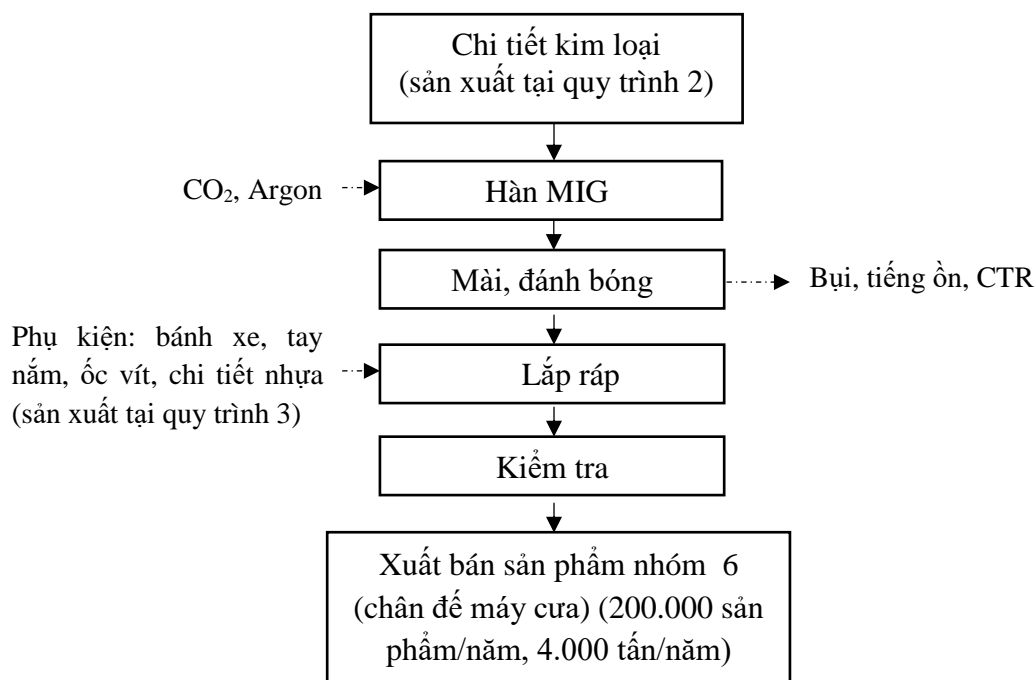 Chi tiết kim loại
(sản xuất tại quy trình 2)
CO₂, Argon
Hàn MIG
Mài, đánh bóng
Bụi, tiếng ồn, CTR
Phụ kiện: bánh xe, tay
nắm, ốc vít, chi tiết nhựa
(sản xuất tại quy trình 3)
Lắp ráp
Kiểm tra
Xuất bán sản phẩm nhóm 6
(chân đế máy cưa) (200.000 sản
phẩm/năm, 4.000 tấn/năm)